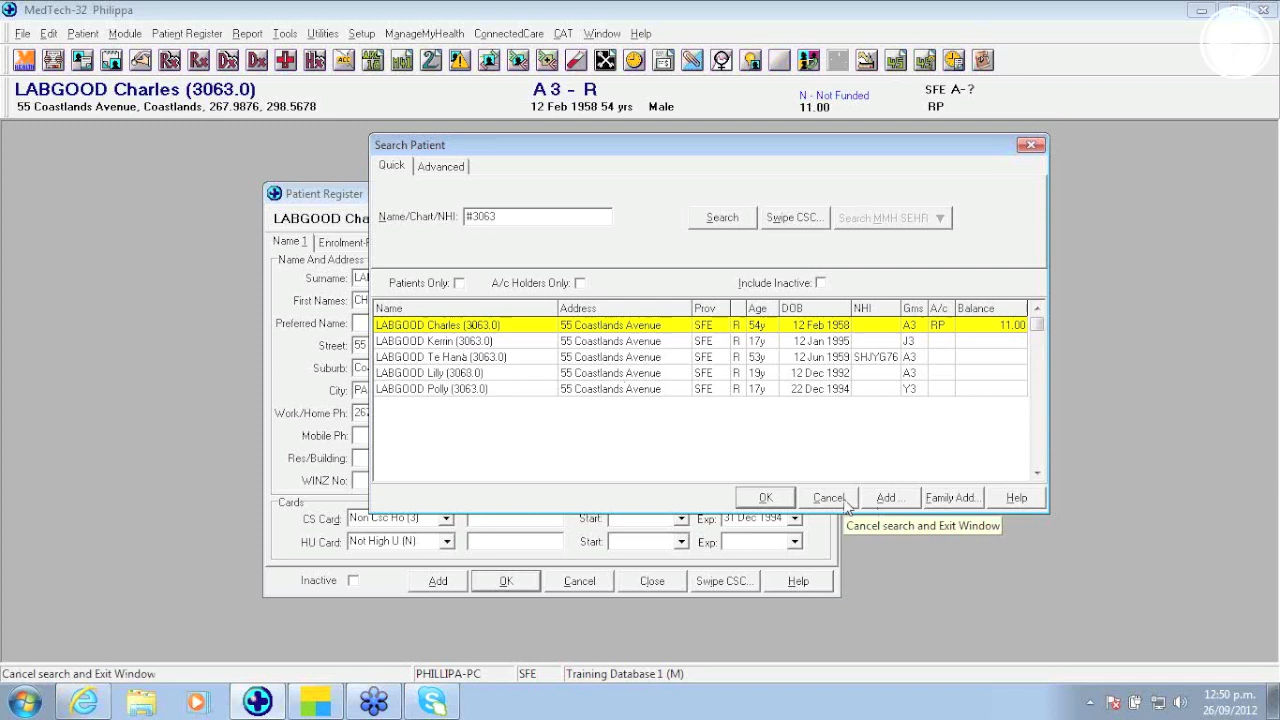 MedTech-32 Philippa
File Edit Patient Module Patient Register Report Tools Utilities Setup ManageMyHealth ConnectedCare CAT Window Help
LABGOOD Charles (3063.0) A 3 - R N - Not Funded SFE A-?
55 Coastlands Avenue, Coastlands, 267.9876, 298.5678 12 Feb 1958 54 yrs Male 11.00 RP
Search Patient
Quick Advanced
Name/Chart/NHI: #3063 Search Swipe CSC... Search MMH SEHR
Patients Only: A/c Holders Only: Include Inactive:
Name Address Prov Age DOB NHI Gms A/c Balance
LABGOOD Charles (3063.0) 55 Coastlands Avenue SFE R 54y 12 Feb 1958 A3 RP 11.00
LABGOOD Kerrin (3063.0) 55 Coastlands Avenue SFE R 17y 12 Jan 1995 J3
LABGOOD Te Hana (3063.0) 55 Coastlands Avenue SFE R 53y 12 Jun 1959 SHJYG76 A3
LABGOOD Lilly (3063.0) 55 Coastlands Avenue SFE R 19y 12 Dec 1992 A3
LABGOOD Polly (3063.0) 55 Coastlands Avenue SFE R 17y 22 Dec 1994 Y3
OK Cancel Add... Family Add... Help
Cancel search and Exit Window
Patient Register
LABGOOD Cha
Name 1 Enrolment-F
Name And Address
Surname: LA
First Names: CH
Preferred Name:
Street: 55
Suburb: Co
City: PA
Work/Home Ph: 267
Mobile Ph:
Res/Building:
WINZ No:
Cards
CS Card: Non Csc Ho (3) Start: Exp: 31 Dec 1994
HU Card: Not High U (N) Start: Exp:
Inactive Add OK Cancel Close Swipe CSC... Help
Cancel search and Exit Window PHILLIPA-PC SFE Training Database 1 (M)
12:50 p.m.
26/09/2012